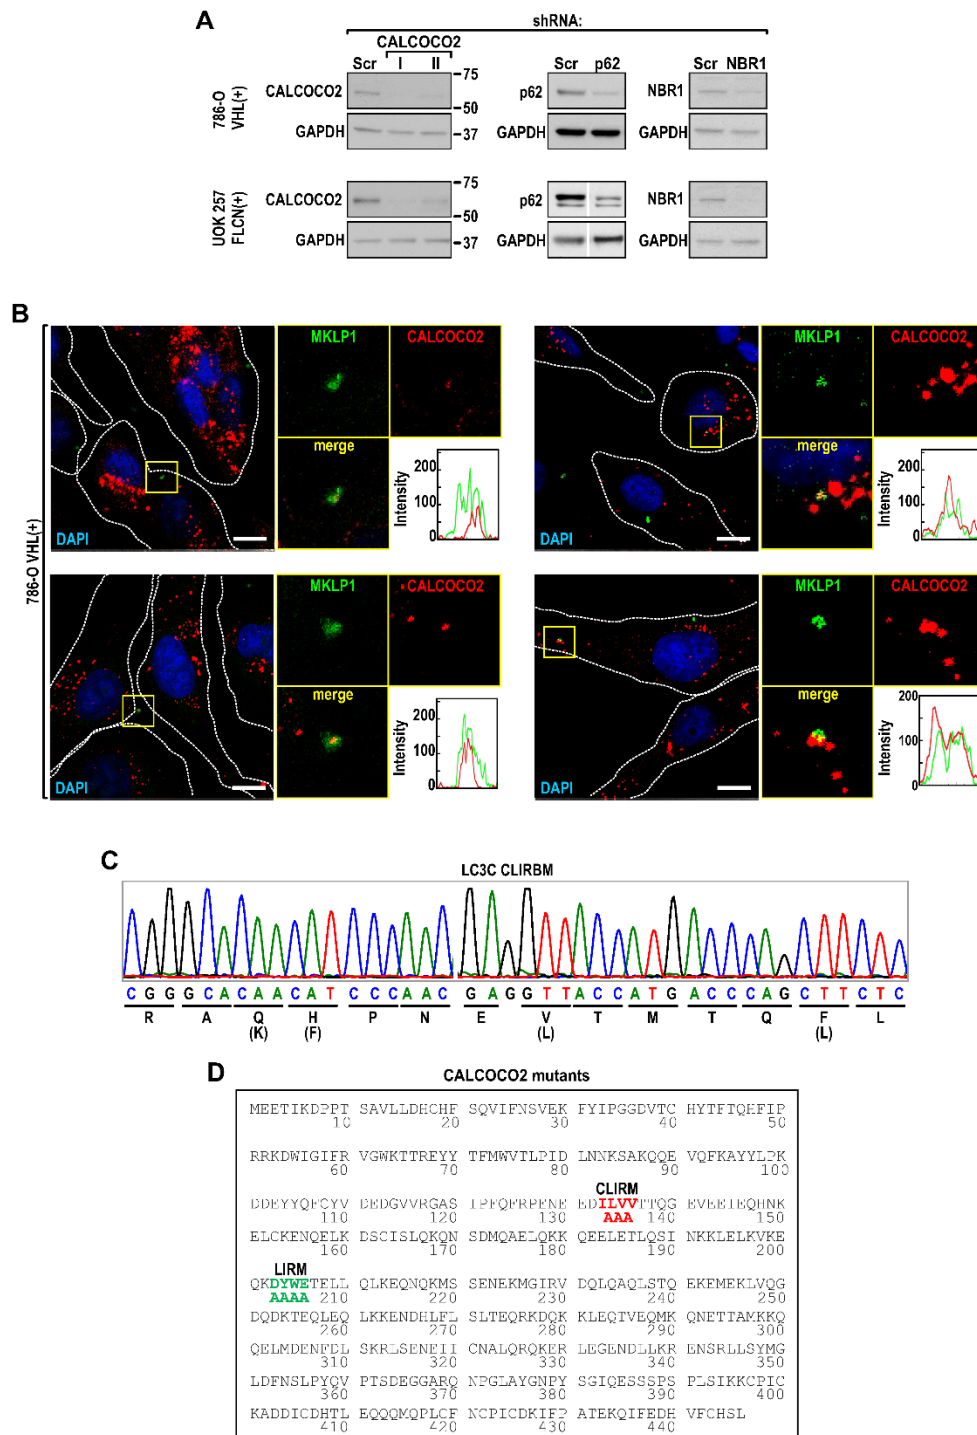 A
shRNA:
CALCOCO2
Scr I II
Scr p62
Scr NBR1
786-O
VHL(+)
CALCOCO2
75
50
p62
NBR1
GAPDH
37
GAPDH
GAPDH
UOK 257
FLCN(+)
CALCOCO2
75
50
p62
NBR1
GAPDH
37
GAPDH
GAPDH
B
786-O VHL(+)
MKLP1 CALCOCO2
merge
DAPI
Intensity
200
100
0
MKLP1 CALCOCO2
merge
DAPI
Intensity
200
100
0
MKLP1 CALCOCO2
merge
DAPI
Intensity
200
100
0
MKLP1 CALCOCO2
merge
DAPI
Intensity
200
100
0
C
LC3C CLIRBM
CGGGCACAACATCCCAACGAGGTTACCATGACCCAGCTTCTC
R A Q H P N E V T M T Q F L
(K) (F) (L) (L)
D
CALCOCO2 mutants
MEETIKDPPT SAVLLDHCHF SQVIFNSVEK FYIPGGDVTC HYTFTQHFIP
10 20 30 40 50
RRKDWIGIFR VGWKTTREYY TFMWVTLPID LNNKSAKQQE VQFKAYYLPK
60 70 80 90 100
CLIRM
DDEYYQFCYV DEDGVVRGAS IPFQFRPENE EDILVVTTQG EVEEIEQHNK
110 120 130 AAA 140 150
ELCKENQELK DSCISLQKQN SDMQAELQKK QEELETLQSI NKKLELKVKE
160 170 180 190 200
LIRM
QKDYWETELL QLKEQNQKMS SENEKMGIRV DQLQAQLSTQ EKEMEKLVQG
AAAA 210 220 230 240 250
DQDKTEQLEQ LKKENDHLFL SLTEQRKDQK KLEQTVEQMK QNETTAMKKQ
260 270 280 290 300
QELMDENFDL SKRLSENEII CNALQRQKER LEGENDLLKR ENSRLLSYMG
310 320 330 340 350
LDFNSLPYQV PTSDEGGARQ NPGLAYGNPY SGIQESSSPS PLSIKKCPIC
360 370 380 390 400
KADDICDHTL EQQQMQPLCF NCPICDKIFP ATEKQIFEDH VFCHSL
410 420 430 440